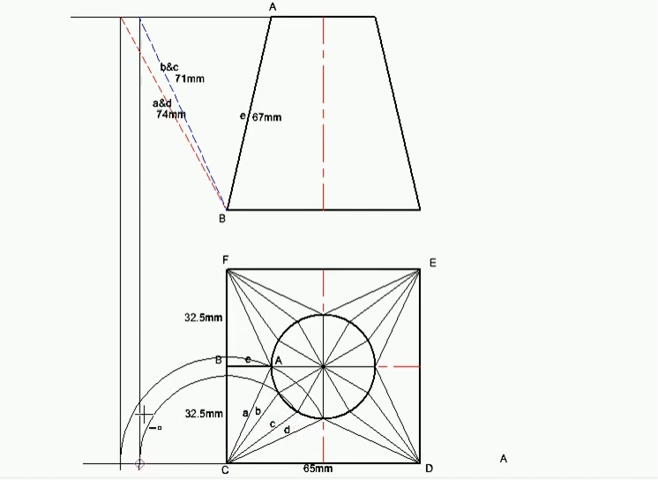 A
b&c
71mm
a&d
74mm
e 67mm
B
F
E
32.5mm
B e A
32.5mm
a b
c d
C
65mm
D
A